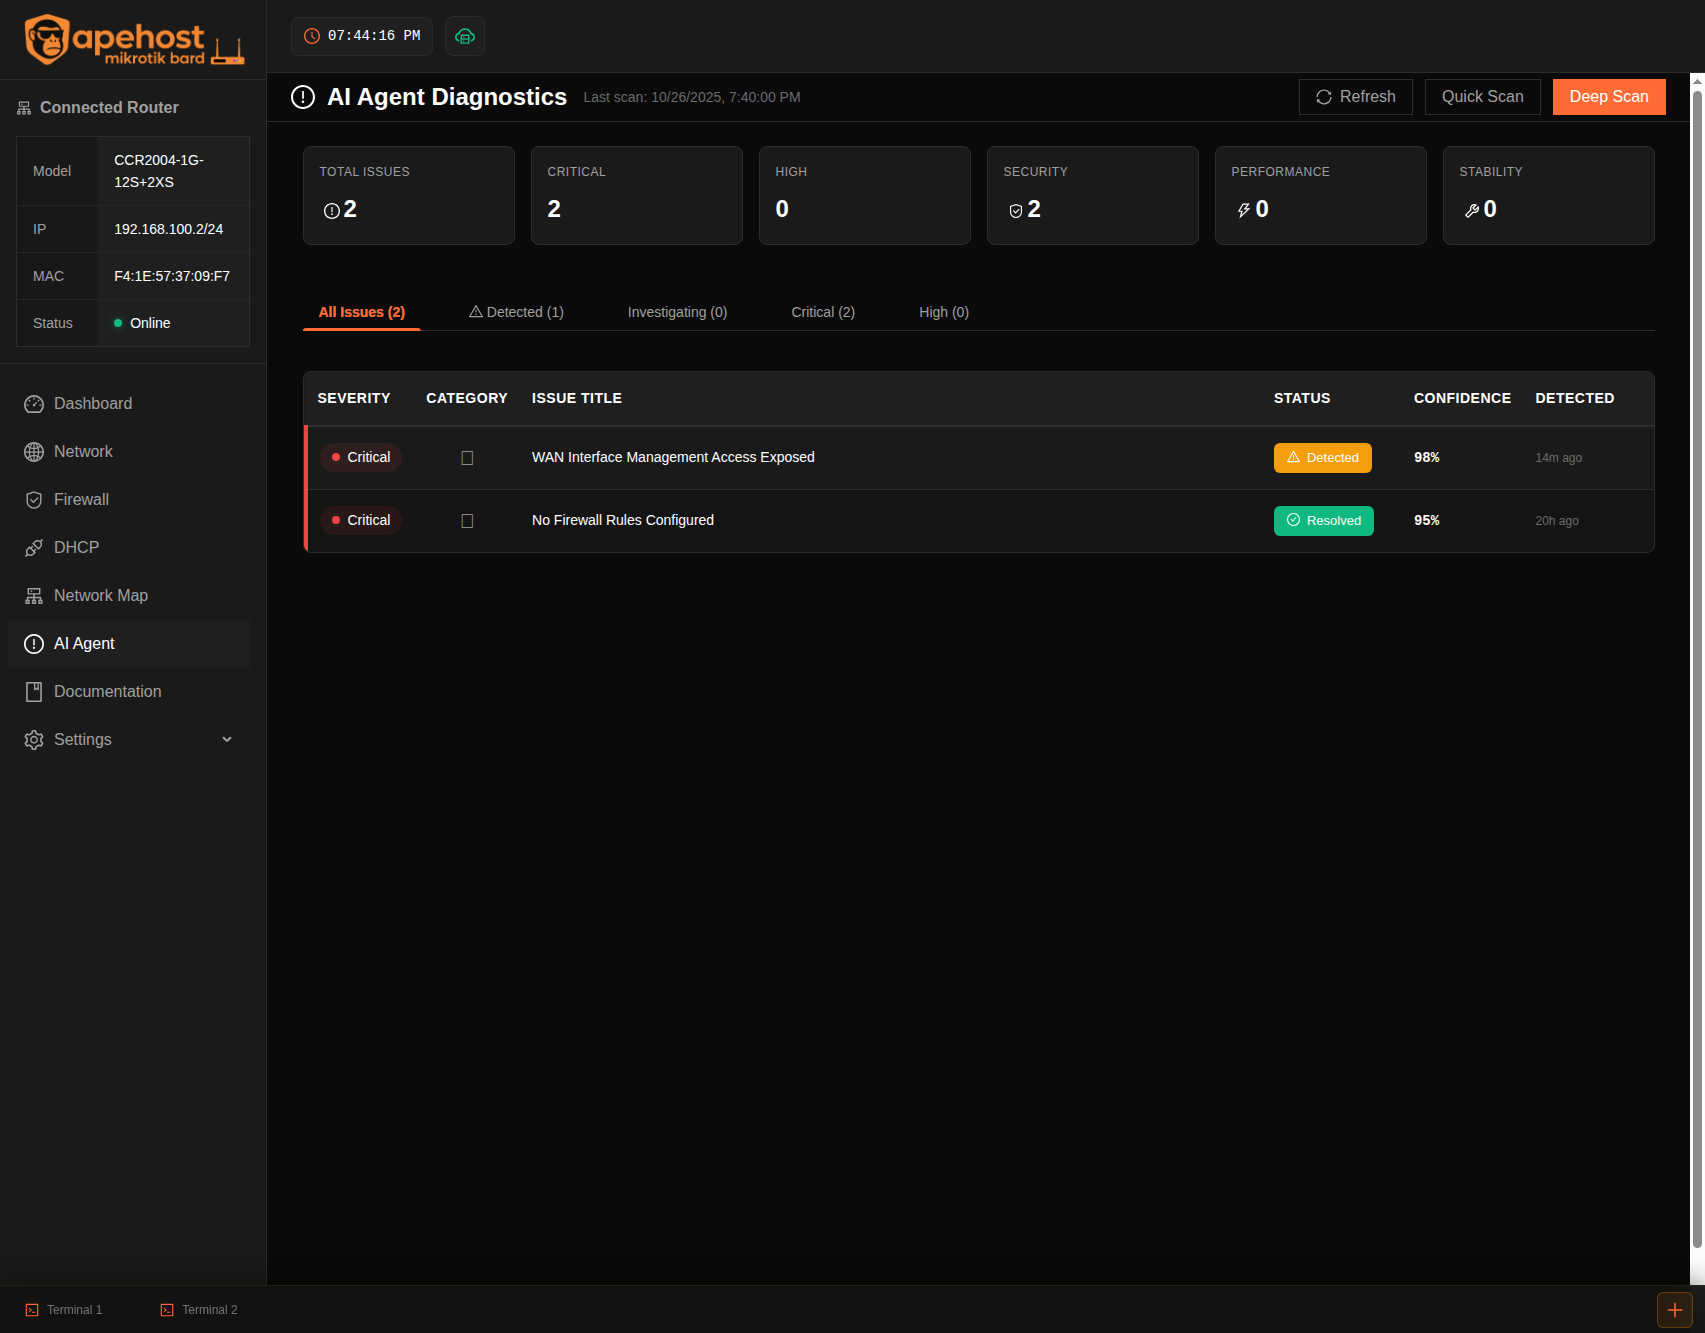 apehost
mikrotik bard
07:44:16 PM
Connected Router
Model
CCR2004-1G-
12S+2XS
IP
192.168.100.2/24
MAC
F4:1E:57:37:09:F7
Status
Online
Dashboard
Network
Firewall
DHCP
Network Map
AI Agent
Documentation
Settings
AI Agent Diagnostics
Last scan: 10/26/2025, 7:40:00 PM
Refresh
Quick Scan
Deep Scan
TOTAL ISSUES
2
CRITICAL
2
HIGH
0
SECURITY
2
PERFORMANCE
0
STABILITY
0
All Issues (2)
Detected (1)
Investigating (0)
Critical (2)
High (0)
SEVERITY CATEGORY ISSUE TITLE STATUS CONFIDENCE DETECTED
Critical WAN Interface Management Access Exposed Detected 98% 14m ago
Critical No Firewall Rules Configured Resolved 95% 20h ago
Terminal 1
Terminal 2